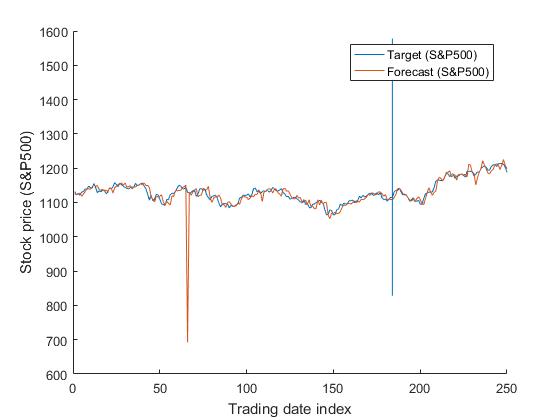 1600
1500
1400
1300
1200
1100
1000
900
800
700
600
Stock price (S&P500)
Target (S&P500)
Forecast (S&P500)
0 50 100 150 200 250
Trading date index